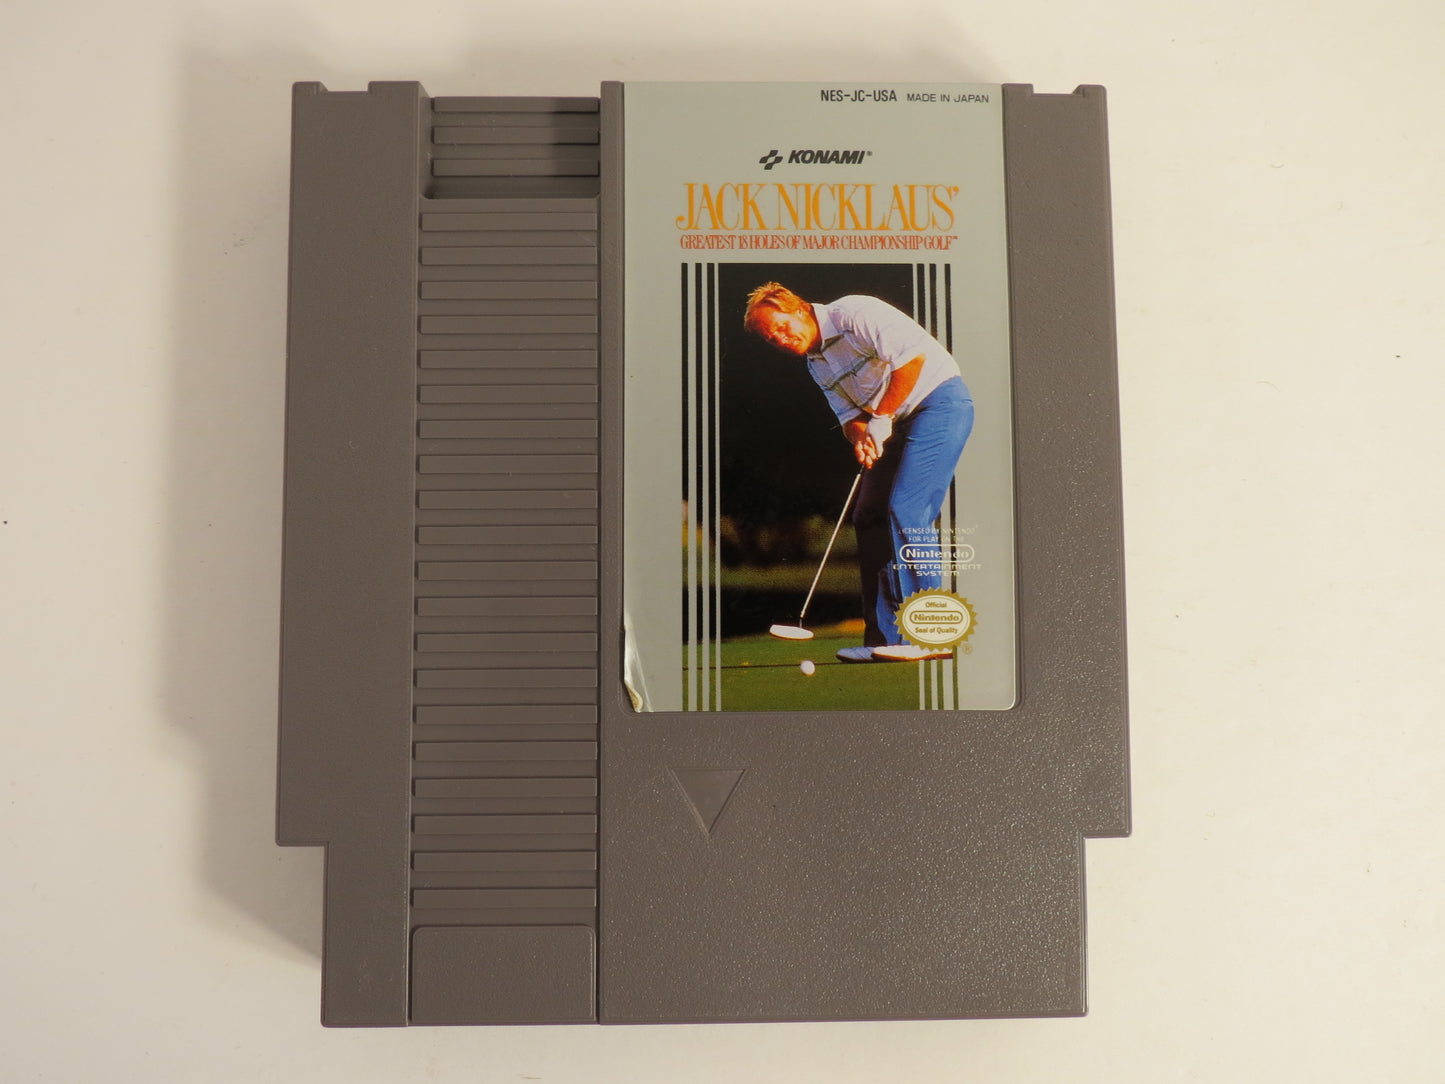 NES-JC-USA MADE IN JAPAN
KONAMI®
JACK NICKLAUS'
GREATEST 18 HOLES OF MAJOR CHAMPIONSHIP GOLF™
LICENSED BY NINTENDO®
FOR PLAY ON THE
Nintendo
ENTERTAINMENT
SYSTEM
Official
Nintendo
Seal of Quality
®